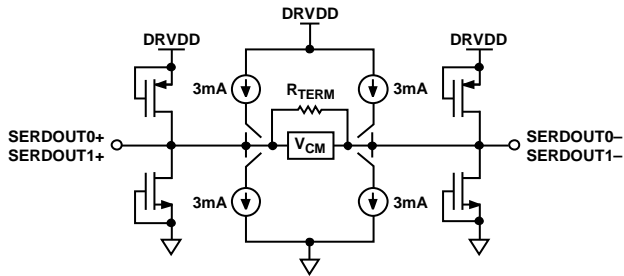 DRVDD
DRVDD
DRVDD
3mA
RTERM
3mA
SERDOUT0+
SERDOUT1+
VCM
SERDOUT0–
SERDOUT1–
3mA
3mA